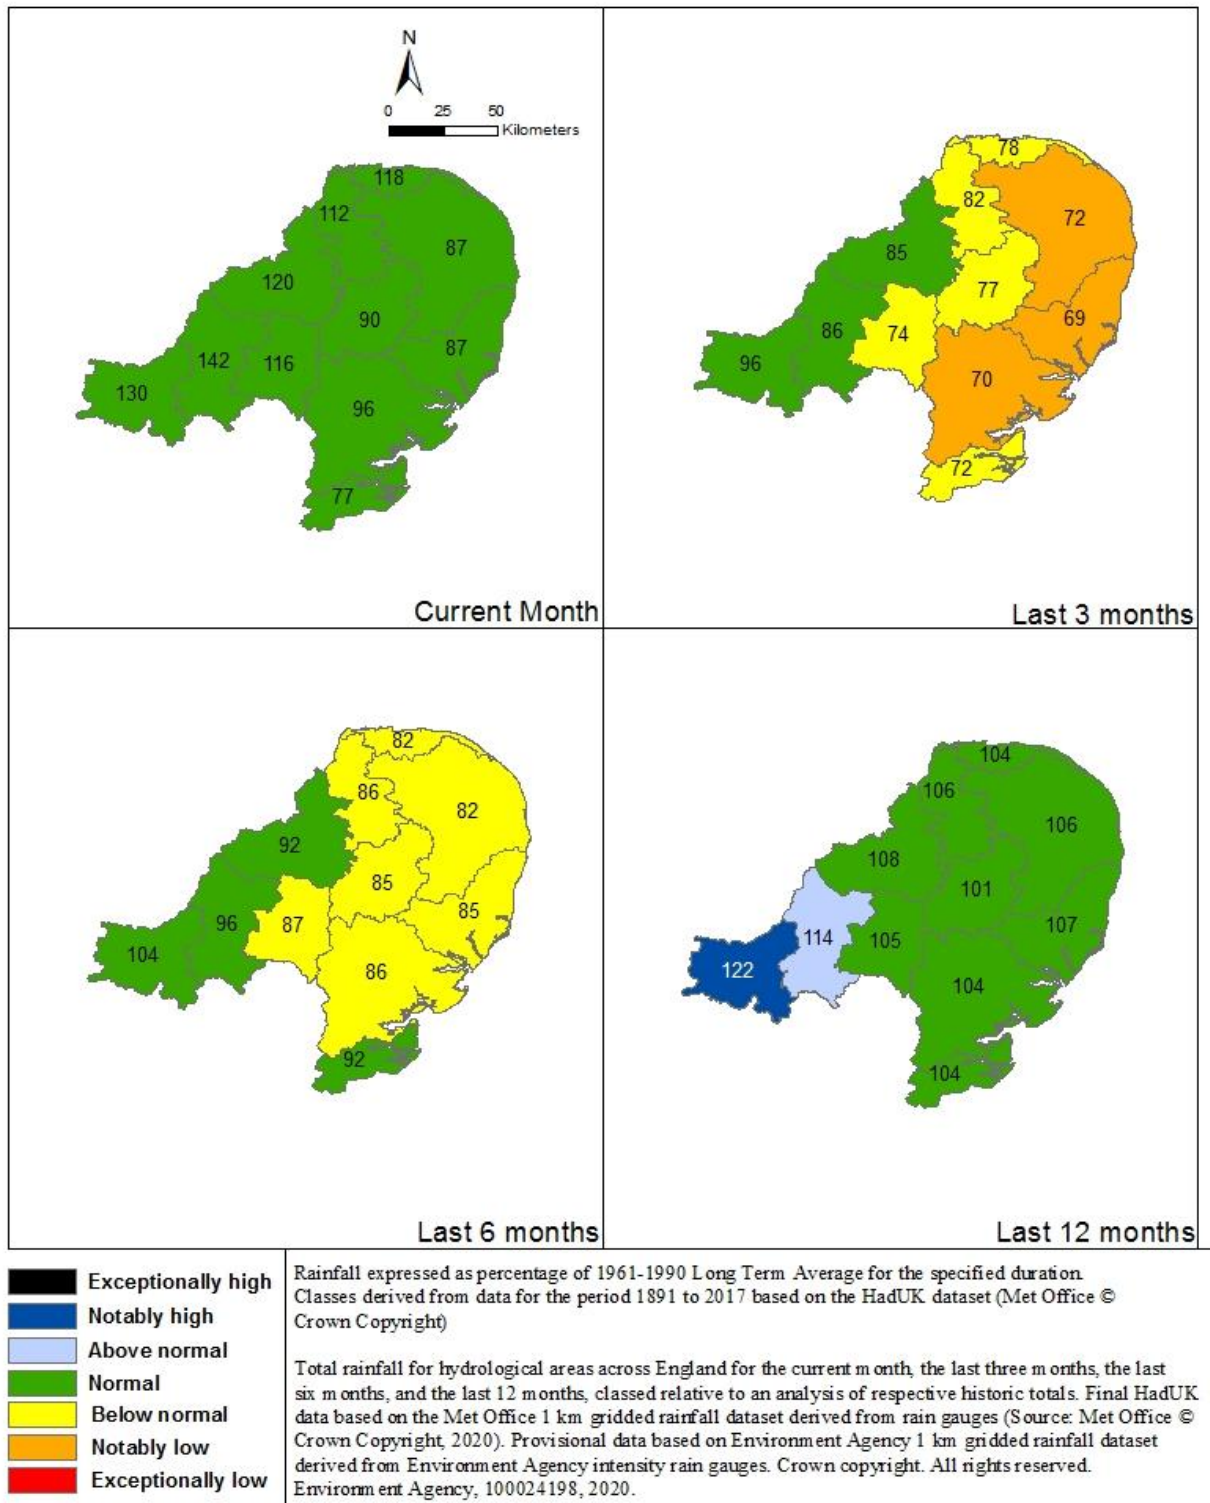 N
0 25 50
Kilometers
118
112
87
120
90
87
142
116
130
96
77
Current Month
78
82
72
85
77
69
86
74
96
70
72
Last 3 months
82
86
82
92
85
85
96
87
104
86
92
Last 6 months
104
106
106
108
101
107
114
105
122
104
104
Last 12 months
Exceptionally high
Notably high
Above normal
Normal
Below normal
Notably low
Exceptionally low
Rainfall expressed as percentage of 1961-1990 Long Term Average for the specified duration.
Classes derived from data for the period 1891 to 2017 based on the HadUK dataset (Met Office ©
Crown Copyright)
Total rainfall for hydrological areas across England for the current month, the last three months, the last
six months, and the last 12 months, classed relative to an analysis of respective historic totals. Final HadUK
data based on the Met Office 1 km gridded rainfall dataset derived from rain gauges (Source: Met Office ©
Crown Copyright, 2020). Provisional data based on Environment Agency 1 km gridded rainfall dataset
derived from Environment Agency intensity rain gauges. Crown copyright. All rights reserved.
Environment Agency, 100024198, 2020.